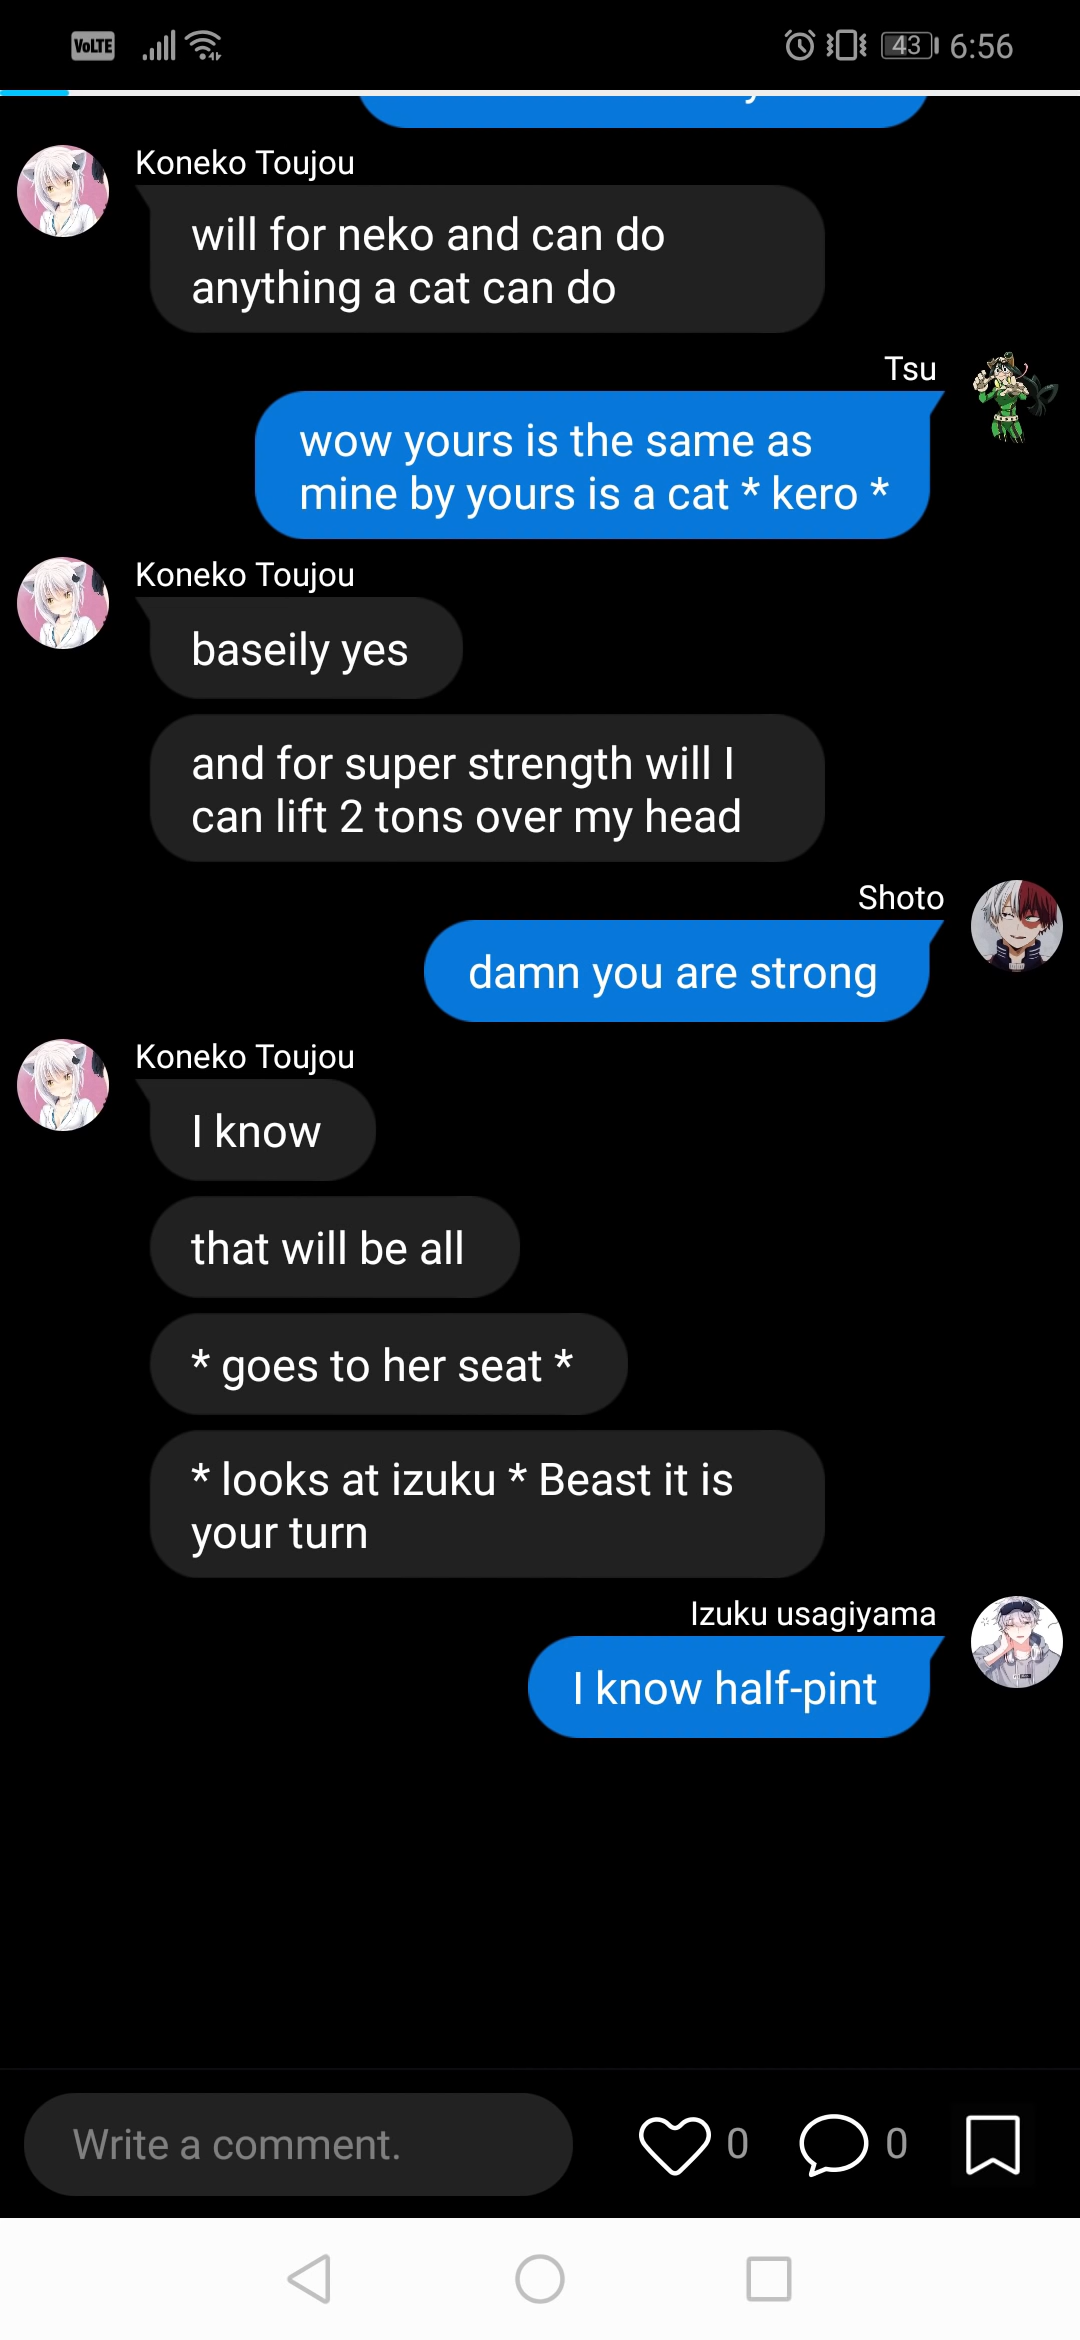 VoLTE 43 6:56
Koneko Toujou
will for neko and can do
anything a cat can do
Tsu
wow yours is the same as
mine by yours is a cat * kero *
Koneko Toujou
baseily yes
and for super strength will I
can lift 2 tons over my head
Shoto
damn you are strong
Koneko Toujou
I know
that will be all
* goes to her seat *
* looks at izuku * Beast it is
your turn
Izuku usagiyama
I know half-pint
Write a comment. 0 0